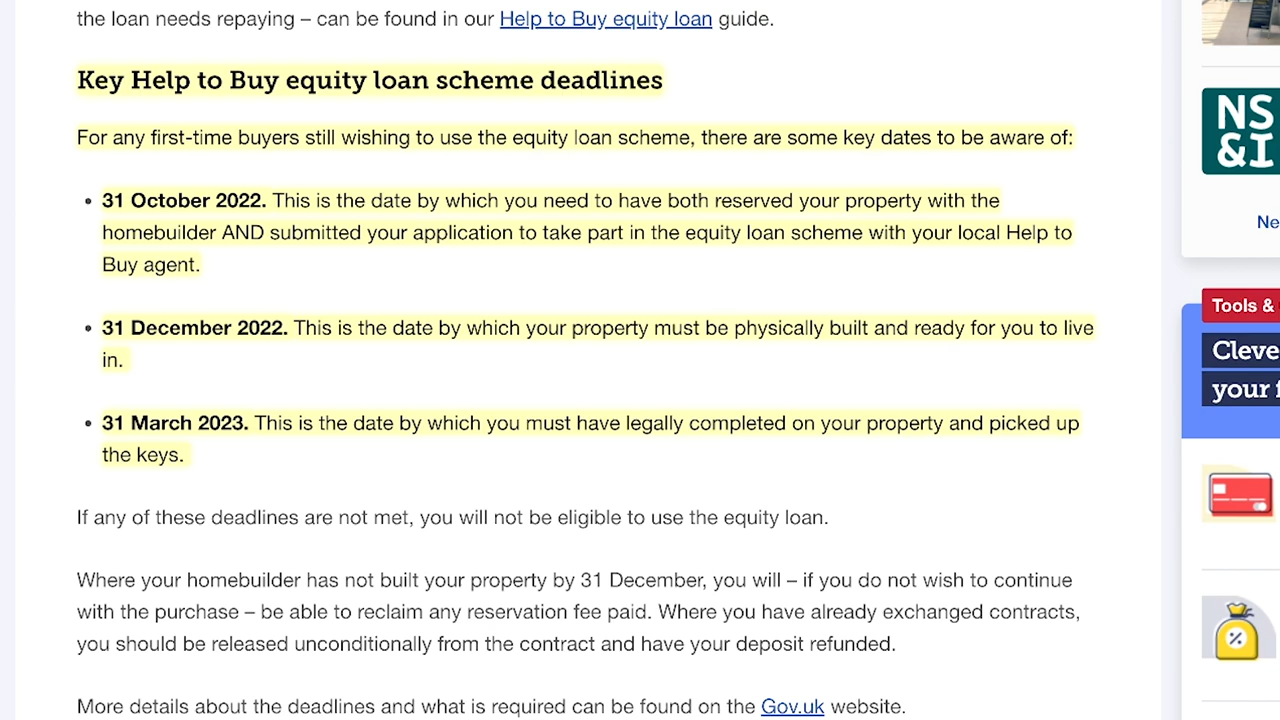 the loan needs repaying – can be found in our Help to Buy equity loan guide.
Key Help to Buy equity loan scheme deadlines
For any first-time buyers still wishing to use the equity loan scheme, there are some key dates to be aware of:
31 October 2022. This is the date by which you need to have both reserved your property with the
homebuilder AND submitted your application to take part in the equity loan scheme with your local Help to
Buy agent.
31 December 2022. This is the date by which your property must be physically built and ready for you to live
in.
31 March 2023. This is the date by which you must have legally completed on your property and picked up
the keys.
If any of these deadlines are not met, you will not be eligible to use the equity loan.
Where your homebuilder has not built your property by 31 December, you will – if you do not wish to continue
with the purchase – be able to reclaim any reservation fee paid. Where you have already exchanged contracts,
you should be released unconditionally from the contract and have your deposit refunded.
More details about the deadlines and what is required can be found on the Gov.uk website.
NS
&I
Ne
Tools &
Cleve
your f
%